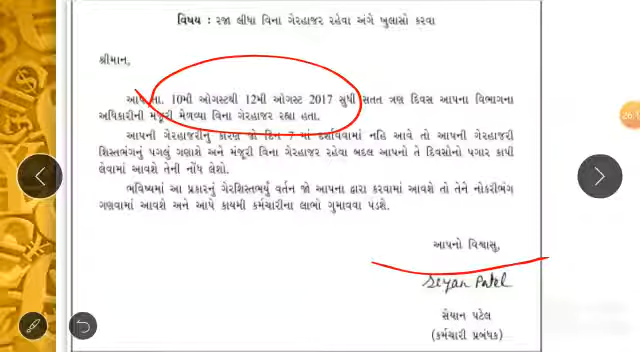 વિષય : રજા લીધા વિના ગેરહાજર રહેવા અંગે ખુલાસો કરવા
શ્રીમાન,
આપ તા. 10મી ઓગસ્ટથી 12મી ઓગસ્ટ 2017 સુધી સતત ત્રણ દિવસ આપના વિભાગના
અધિકારીની મંજૂરી મેળવ્યા વિના ગેરહાજર રહ્યા હતા.
આપની ગેરહાજરીનું કારણ જો દિન 7 માં દર્શાવવામાં નહિ આવે તો આપની ગેરહાજરી
શિસ્તભંગનું પગલું ગણાશે અને મંજૂરી વિના ગેરહાજર રહેવા બદલ આપનો તે દિવસોનો પગાર કાપી
લેવામાં આવશે તેની નોંધ લેશો.
ભવિષ્યમાં આ પ્રકારનું ગેરશિસ્તભર્યું વર્તન જો આપના દ્વારા કરવામાં આવશે તો તેને નોકરીભંગ
ગણવામાં આવશે અને આપે કાયમી કર્મચારીના લાભો ગુમાવવા પડશે.
આપનો વિશ્વાસુ,
Seyan Patel
સેયાન પટેલ
(કર્મચારી પ્રબંધક)